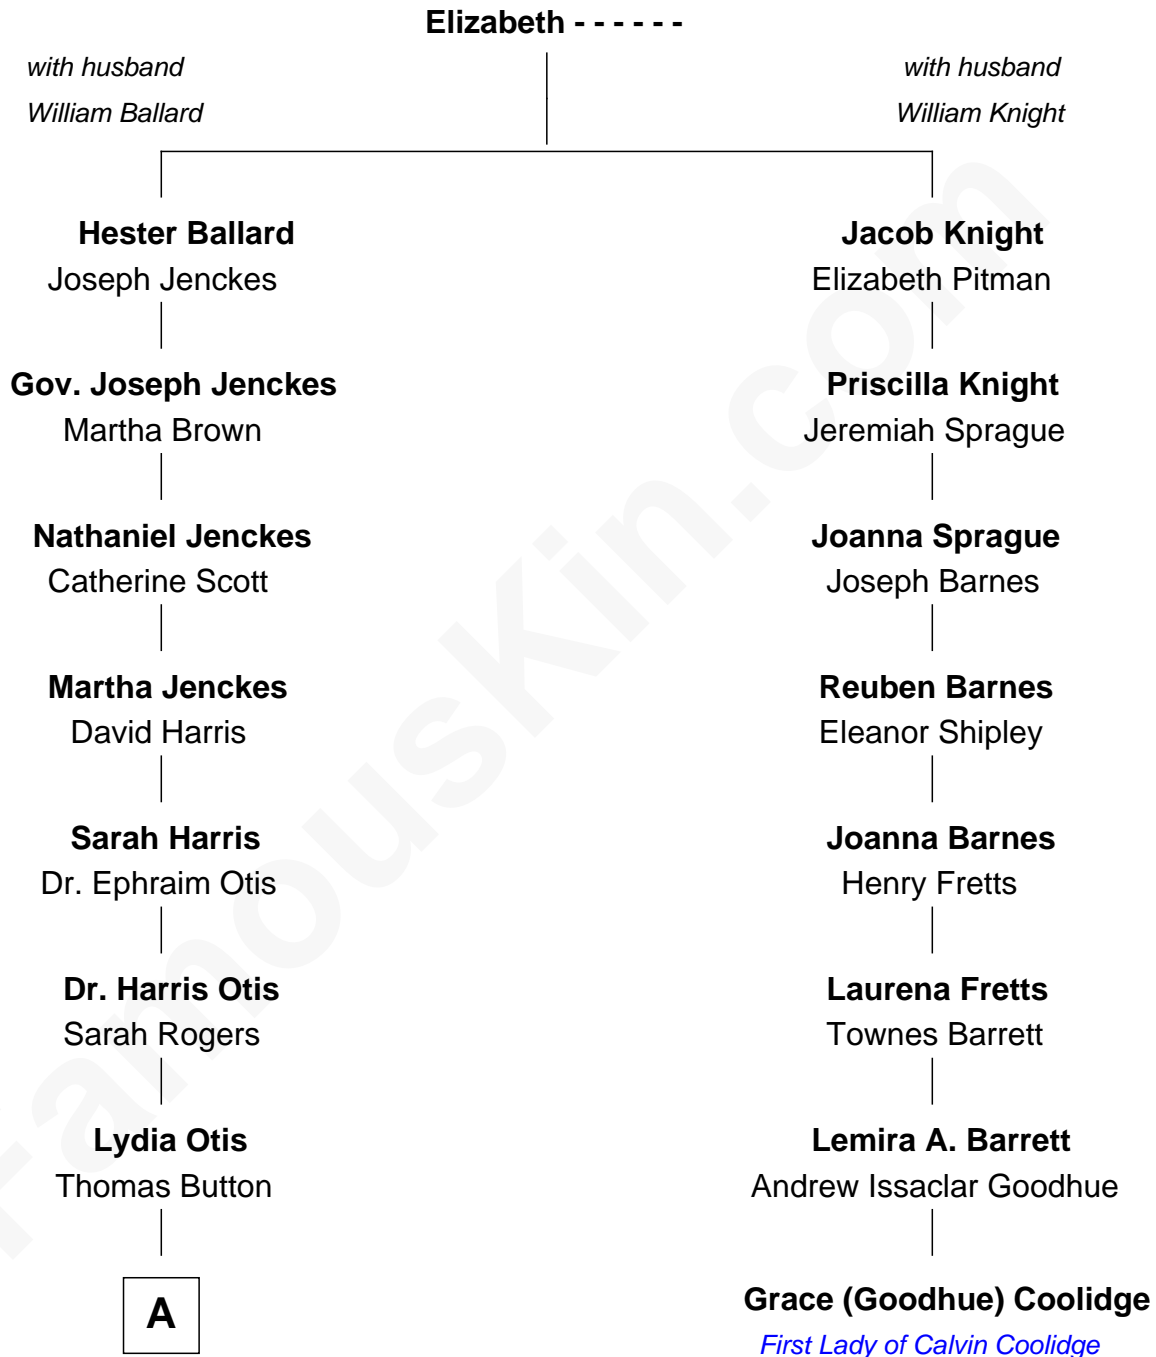 Elizabeth - - - - - -
with husband
William Ballard
with husband
William Knight
Hester Ballard
Joseph Jenckes
Jacob Knight
Elizabeth Pitman
Gov. Joseph Jenckes
Martha Brown
Priscilla Knight
Jeremiah Sprague
Nathaniel Jenckes
Catherine Scott
Joanna Sprague
Joseph Barnes
Martha Jenckes
David Harris
Reuben Barnes
Eleanor Shipley
Sarah Harris
Dr. Ephraim Otis
Joanna Barnes
Henry Fretts
Dr. Harris Otis
Sarah Rogers
Laurena Fretts
Townes Barrett
Lydia Otis
Thomas Button
Lemira A. Barrett
Andrew Issaclar Goodhue
A
Grace (Goodhue) Coolidge
First Lady of Calvin Coolidge
FamousKin.com